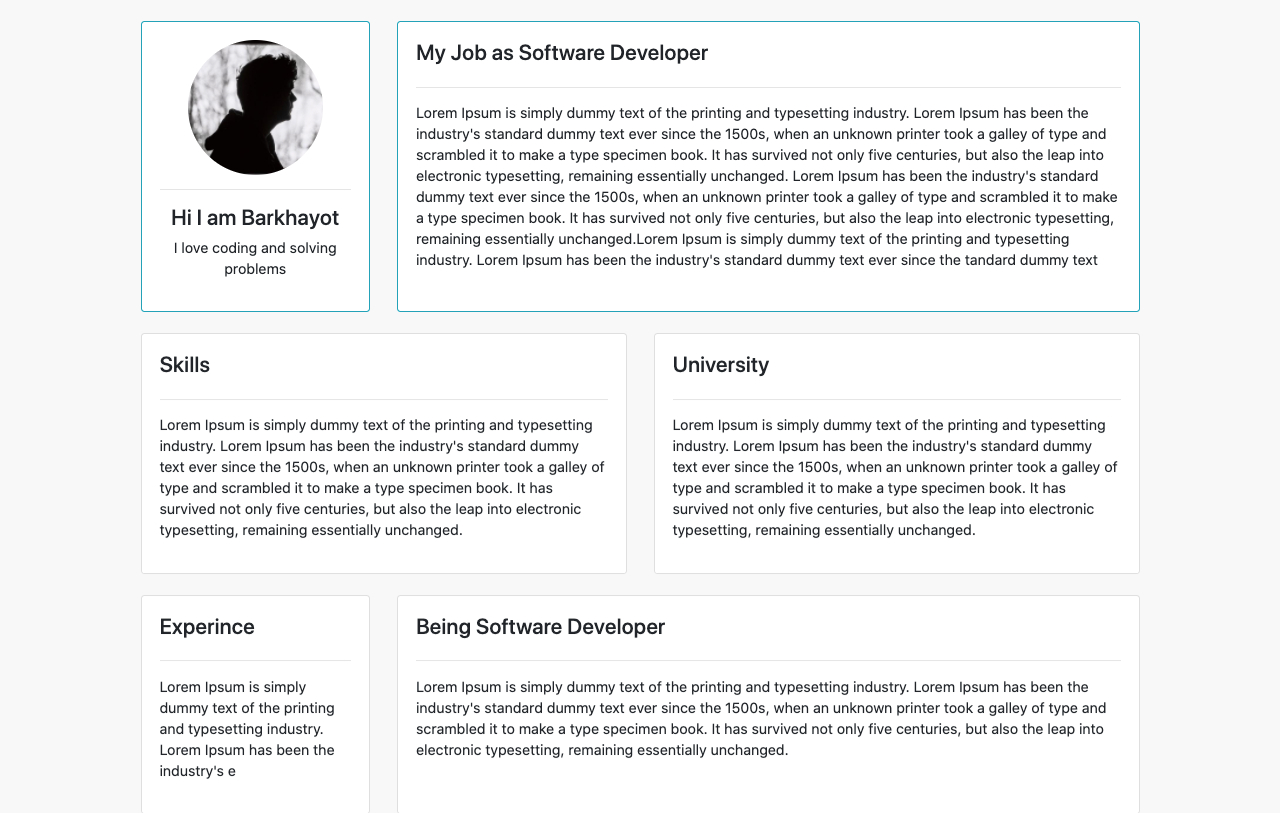 Hi I am Barkhayot
I love coding and solving
problems
My Job as Software Developer
Lorem Ipsum is simply dummy text of the printing and typesetting industry. Lorem Ipsum has been the
industry's standard dummy text ever since the 1500s, when an unknown printer took a galley of type and
scrambled it to make a type specimen book. It has survived not only five centuries, but also the leap into
electronic typesetting, remaining essentially unchanged. Lorem Ipsum has been the industry's standard
dummy text ever since the 1500s, when an unknown printer took a galley of type and scrambled it to make
a type specimen book. It has survived not only five centuries, but also the leap into electronic typesetting,
remaining essentially unchanged.Lorem Ipsum is simply dummy text of the printing and typesetting
industry. Lorem Ipsum has been the industry's standard dummy text ever since the tandard dummy text
Skills
Lorem Ipsum is simply dummy text of the printing and typesetting
industry. Lorem Ipsum has been the industry's standard dummy
text ever since the 1500s, when an unknown printer took a galley of
type and scrambled it to make a type specimen book. It has
survived not only five centuries, but also the leap into electronic
typesetting, remaining essentially unchanged.
University
Lorem Ipsum is simply dummy text of the printing and typesetting
industry. Lorem Ipsum has been the industry's standard dummy
text ever since the 1500s, when an unknown printer took a galley of
type and scrambled it to make a type specimen book. It has
survived not only five centuries, but also the leap into electronic
typesetting, remaining essentially unchanged.
Experince
Lorem Ipsum is simply
dummy text of the printing
and typesetting industry.
Lorem Ipsum has been the
industry's e
Being Software Developer
Lorem Ipsum is simply dummy text of the printing and typesetting industry. Lorem Ipsum has been the
industry's standard dummy text ever since the 1500s, when an unknown printer took a galley of type and
scrambled it to make a type specimen book. It has survived not only five centuries, but also the leap into
electronic typesetting, remaining essentially unchanged.